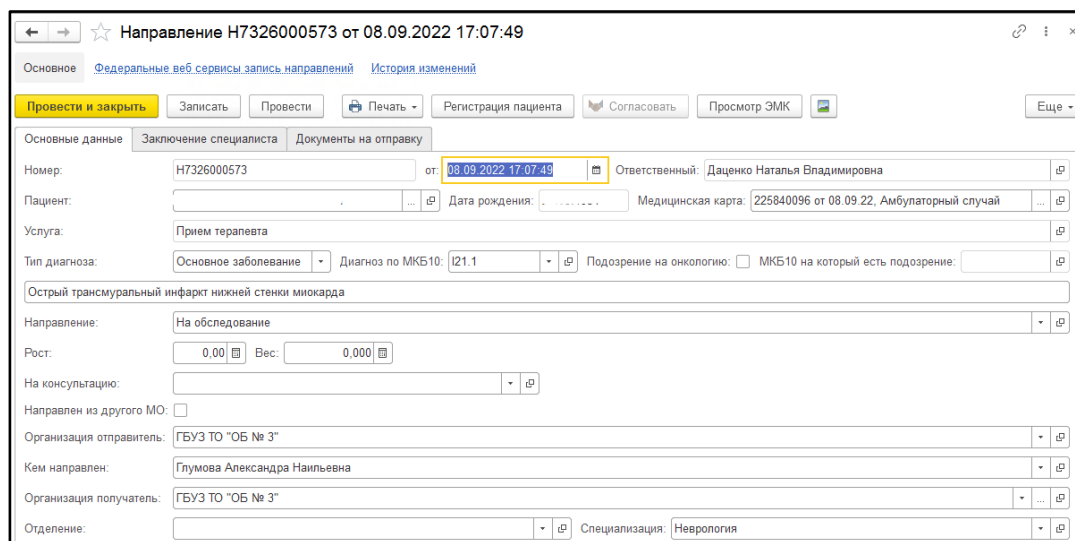 Направление Н7326000573 от 08.09.2022 17:07:49
Основное Федеральные веб сервисы запись направлений История изменений
Провести и закрыть Записать Провести Печать Регистрация пациента Согласовать Просмотр ЭМК Еще
Основные данные Заключение специалиста Документы на отправку
Номер: Н7326000573 от: 08.09.2022 17:07:49 Ответственный: Даценко Наталья Владимировна
Пациент: ... Дата рождения: Медицинская карта: 225840096 от 08.09.22, Амбулаторный случай ...
Услуга: Прием терапевта
Тип диагноза: Основное заболевание Диагноз по МКБ10: I21.1 Подозрение на онкологию: МКБ10 на который есть подозрение:
Острый трансмуральный инфаркт нижней стенки миокарда
Направление: На обследование
Рост: 0,00 Вес: 0,000
На консультацию:
Направлен из другого МО:
Организация отправитель: ГБУЗ ТО "ОБ № 3"
Кем направлен: Глумова Александра Наильевна
Организация получатель: ГБУЗ ТО "ОБ № 3" ...
Отделение: Специализация: Неврология